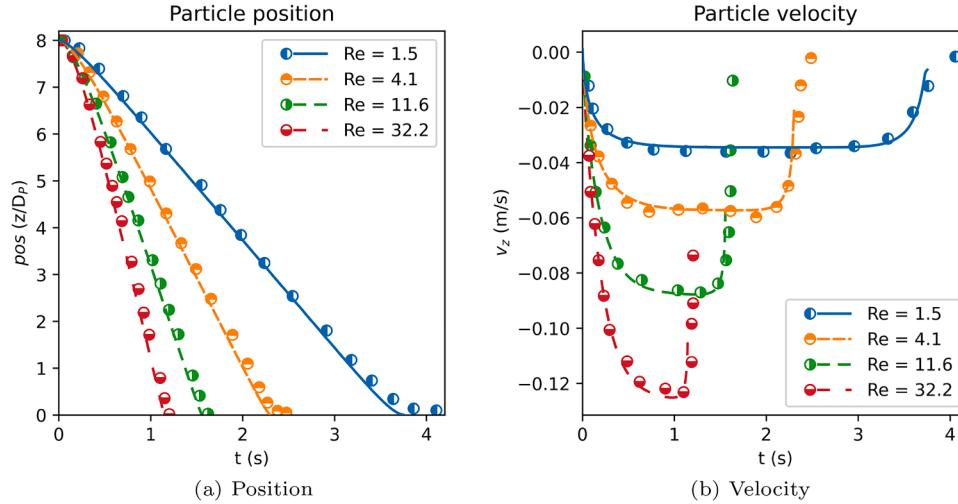 Particle position
8
7
6
5
4
3
2
1
0
pos (z/D_P)
0 1 2 3 4
t (s)
Re = 1.5
Re = 4.1
Re = 11.6
Re = 32.2
(a) Position
Particle velocity
0.00
−0.02
−0.04
−0.06
−0.08
−0.10
−0.12
v_z (m/s)
0 1 2 3 4
t (s)
Re = 1.5
Re = 4.1
Re = 11.6
Re = 32.2
(b) Velocity